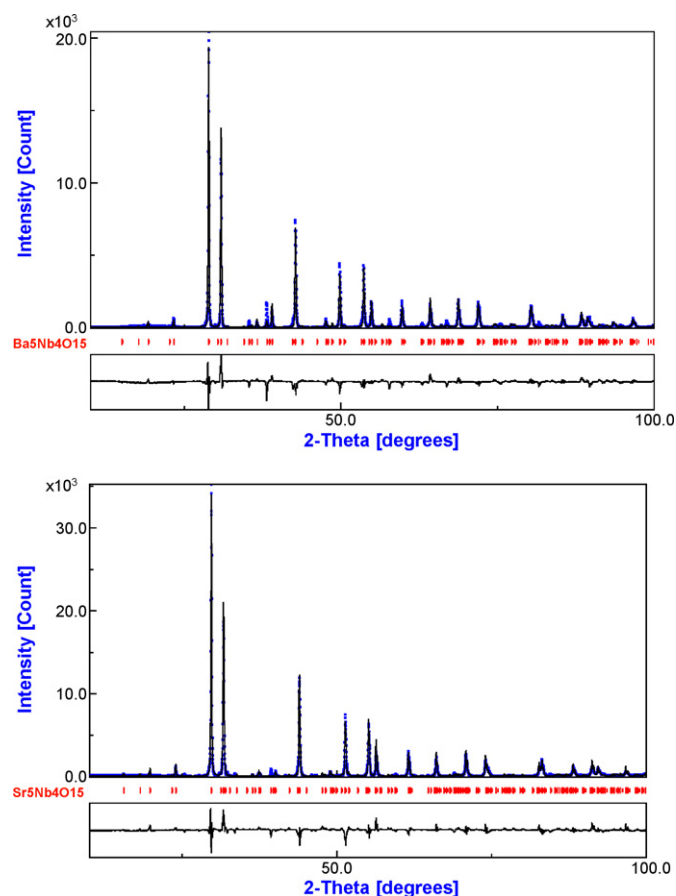 x10³
20.0
Intensity [Count]
10.0
0.0
Ba5Nb4O15
50.0 100.0
2-Theta [degrees]
x10³
30.0
Intensity [Count]
20.0
10.0
0.0
Sr5Nb4O15
50.0 100.0
2-Theta [degrees]